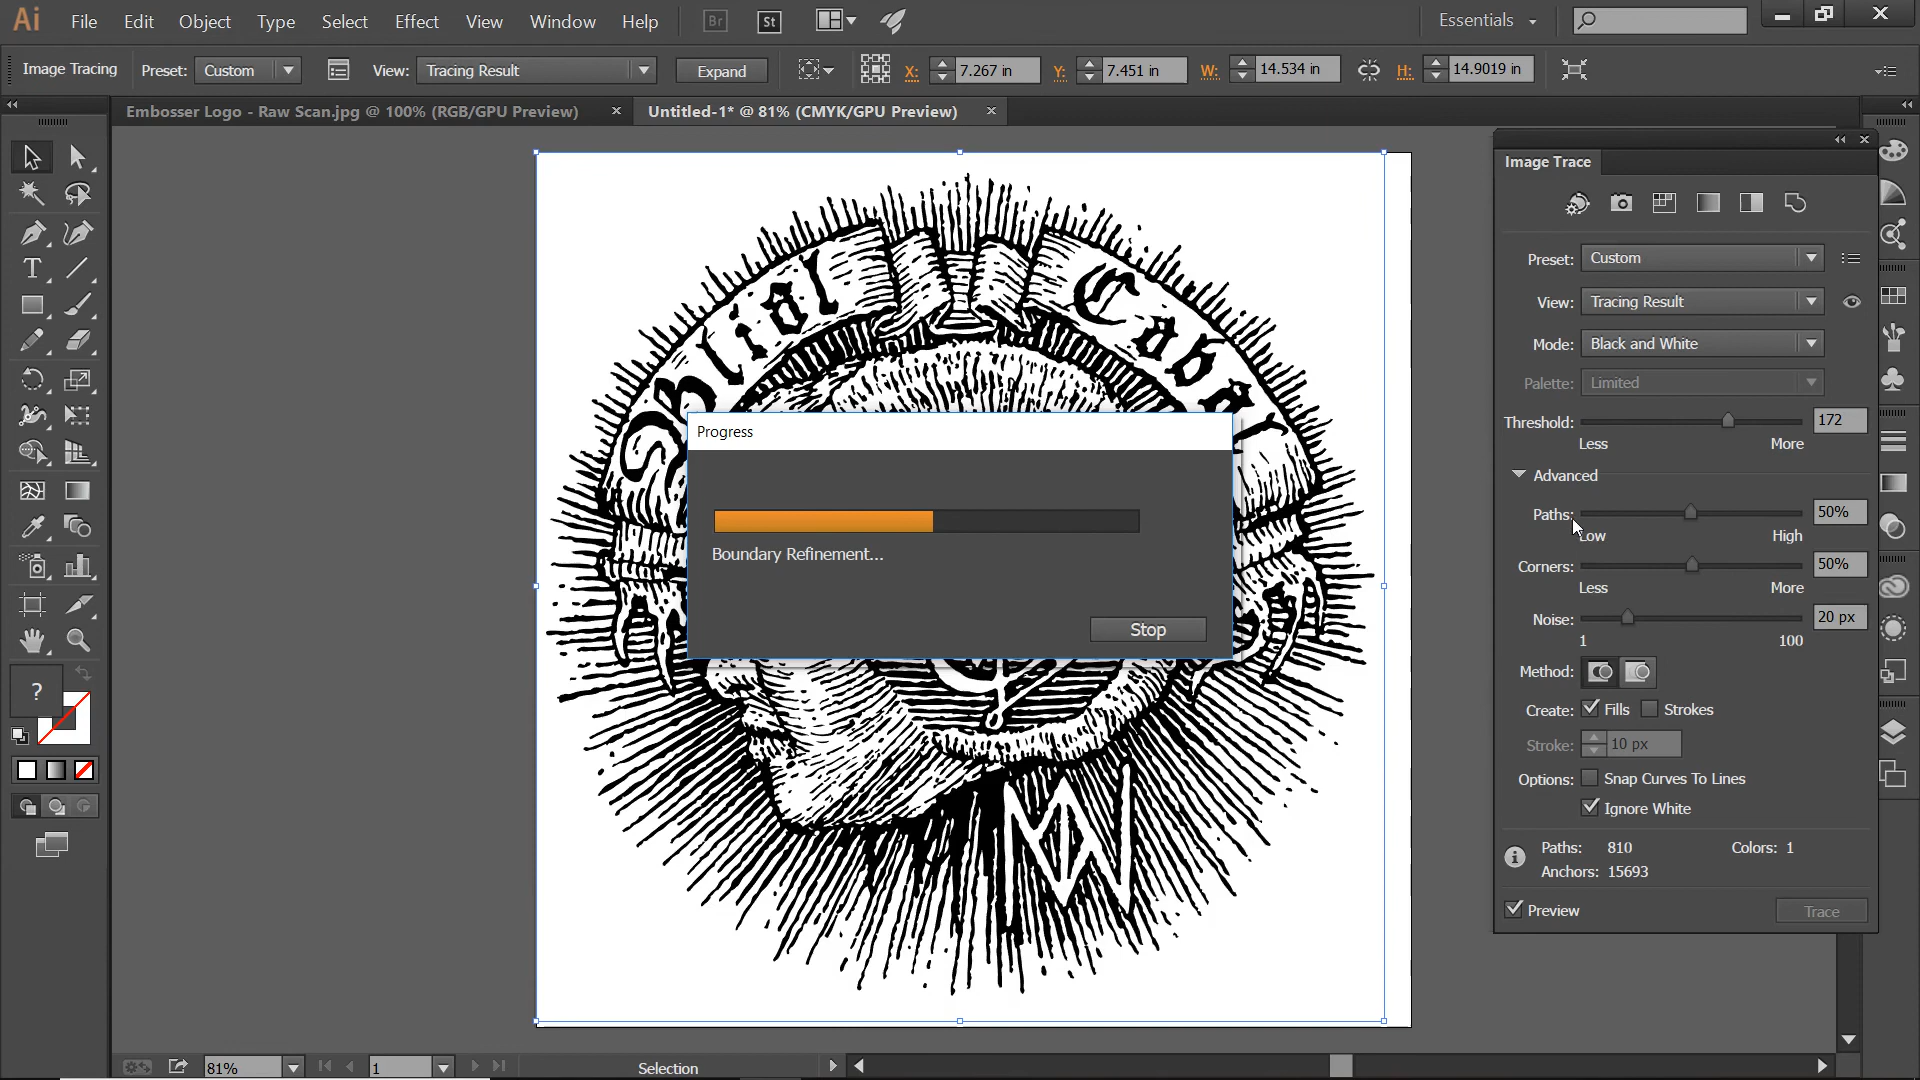 Ai File Edit Object Type Select Effect View Window Help Br St Essentials
Image Tracing Preset: Custom View: Tracing Result Expand X: 7.267 in Y: 7.451 in W: 14.534 in H: 14.9019 in
Embosser Logo - Raw Scan.jpg @ 100% (RGB/GPU Preview) × Untitled-1* @ 81% (CMYK/GPU Preview) ×
Image Trace
Preset: Custom
View: Tracing Result
Mode: Black and White
Palette: Limited
Threshold: 172
Less More
Advanced
Paths: 50%
Low High
Corners: 50%
Less More
Noise: 20 px
1 100
Method:
Create: Fills Strokes
Stroke: 10 px
Options: Snap Curves To Lines
Ignore White
Paths: 810 Colors: 1
Anchors: 15693
Preview Trace
Progress
Boundary Refinement...
Stop
?
81% 1 Selection